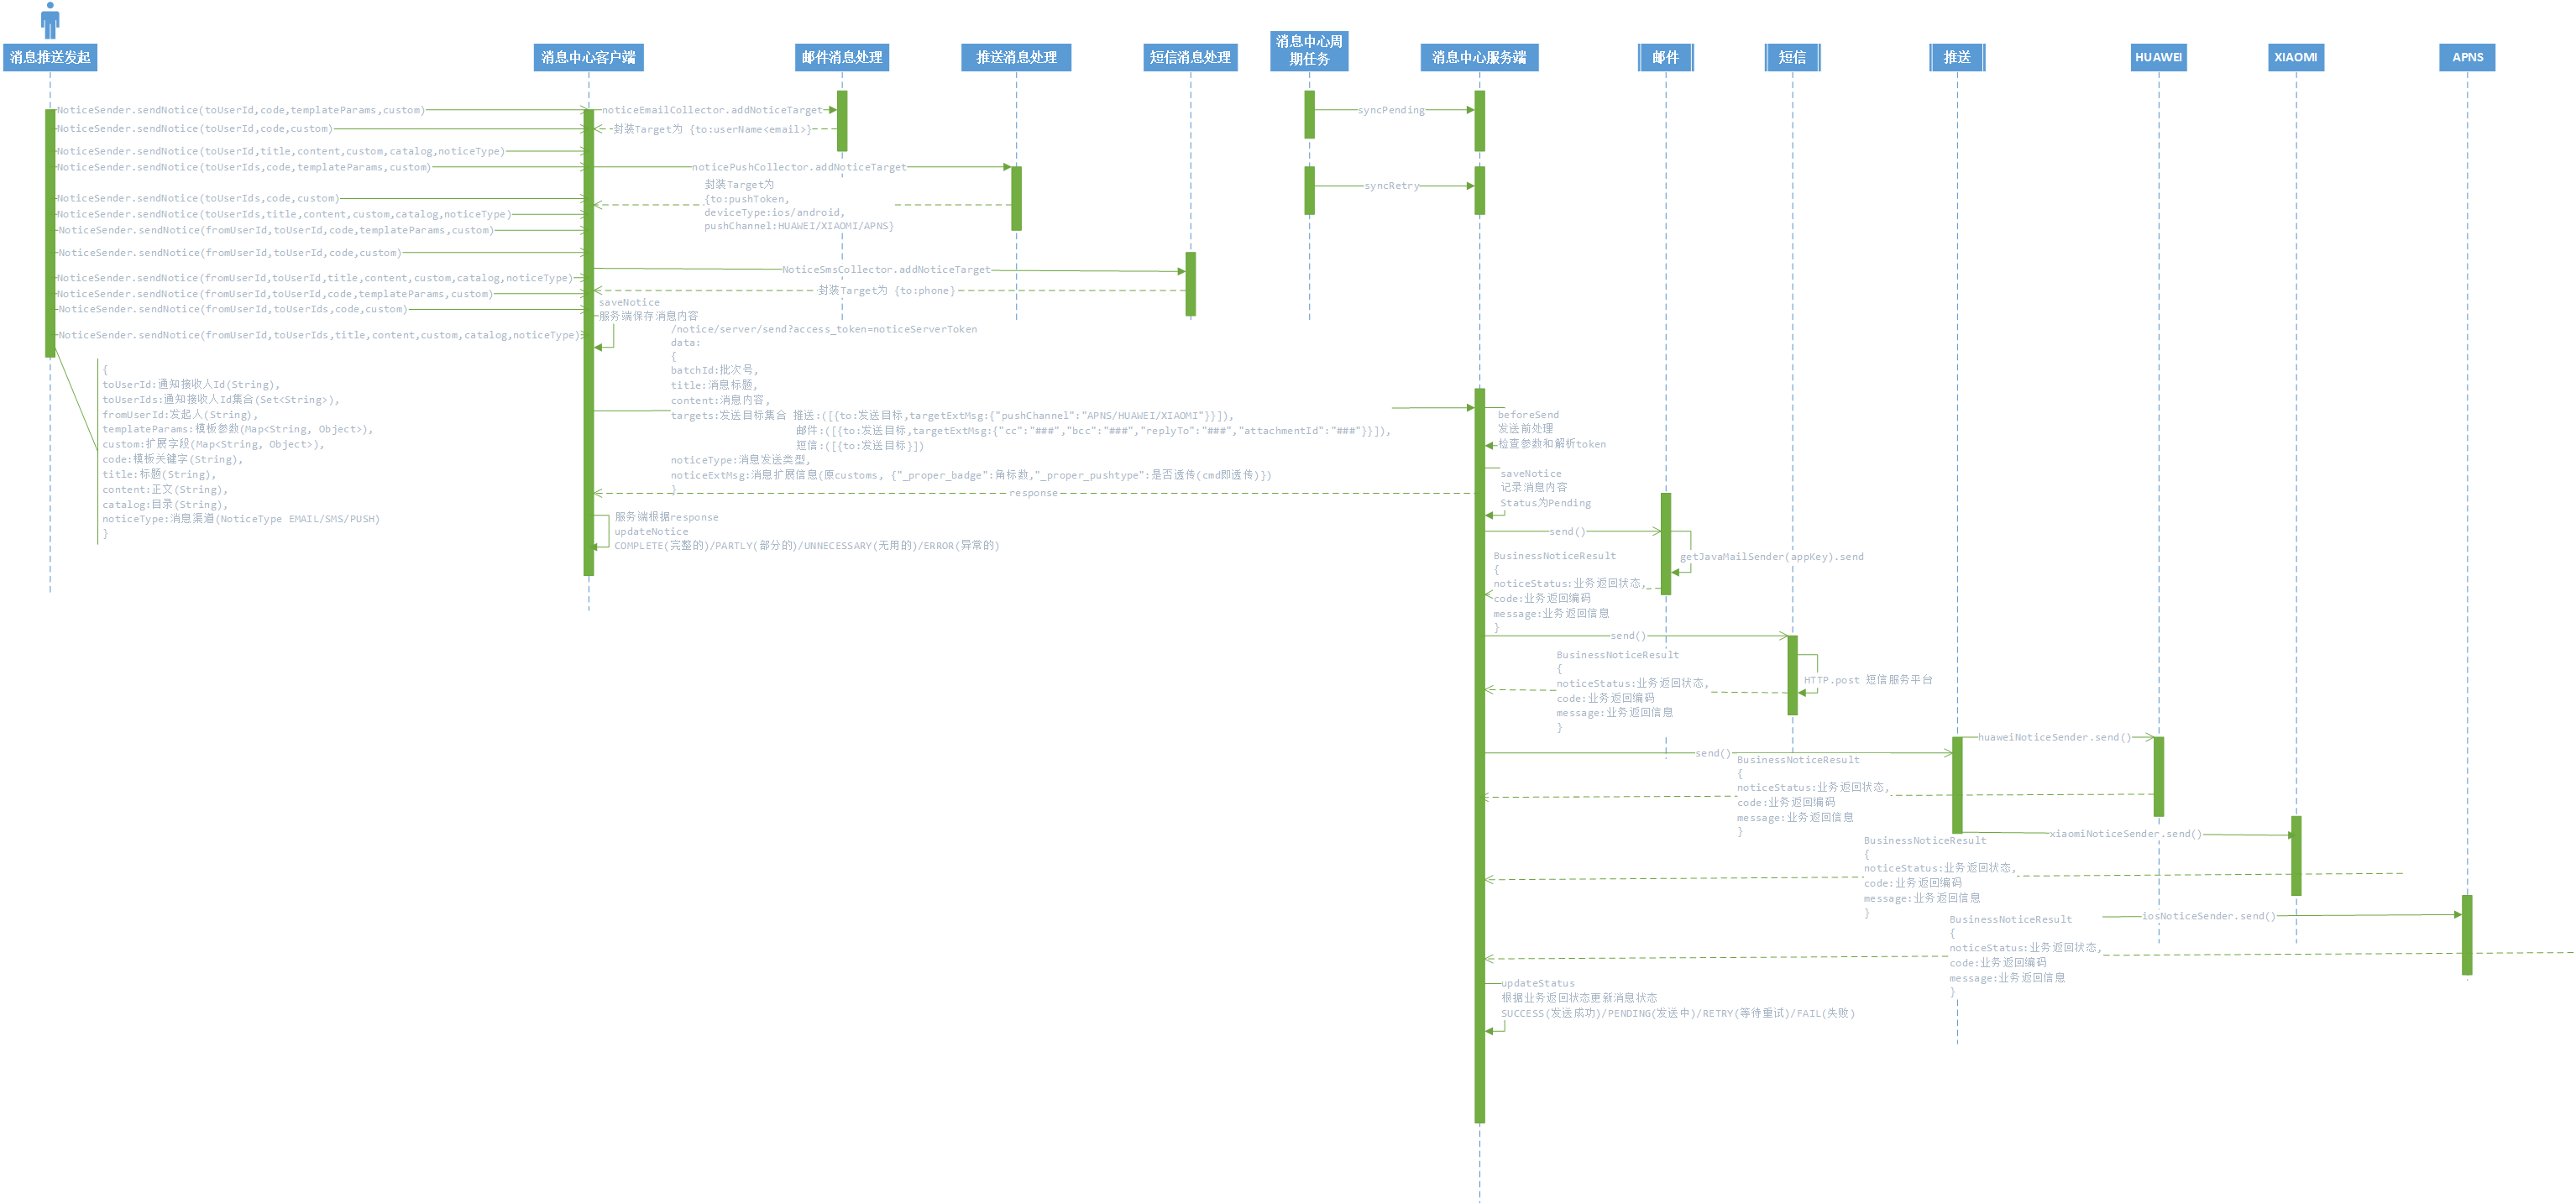 消息推送发起
消息中心客户端
邮件消息处理
推送消息处理
短信消息处理
消息中心周
期任务
消息中心服务端
邮件
短信
推送
HUAWEI
XIAOMI
APNS
NoticeSender.sendNotice(toUserId,code,templateParams,custom)
NoticeSender.sendNotice(toUserId,code,custom)
NoticeSender.sendNotice(toUserId,title,content,custom,catalog,noticeType)
NoticeSender.sendNotice(toUserIds,code,templateParams,custom)
NoticeSender.sendNotice(toUserIds,code,custom)
NoticeSender.sendNotice(toUserIds,title,content,custom,catalog,noticeType)
NoticeSender.sendNotice(fromUserId,toUserId,code,templateParams,custom)
NoticeSender.sendNotice(fromUserId,toUserId,code,custom)
NoticeSender.sendNotice(fromUserId,toUserId,title,content,custom,catalog,noticeType)
NoticeSender.sendNotice(fromUserId,toUserId,code,templateParams,custom)
NoticeSender.sendNotice(fromUserId,toUserIds,code,custom)
NoticeSender.sendNotice(fromUserId,toUserIds,title,content,custom,catalog,noticeType)
{
toUserId:通知接收人Id(String),
toUserIds:通知接收人Id集合(Set<String>),
fromUserId:发起人(String),
templateParams:模板参数(Map<String, Object>),
custom:扩展字段(Map<String, Object>),
code:模板关键字(String),
title:标题(String),
content:正文(String),
catalog:目录(String),
noticeType:消息渠道(NoticeType EMAIL/SMS/PUSH)
}
noticeEmailCollector.addNoticeTarget
封装Target为 {to:userName<email>}
noticePushCollector.addNoticeTarget
封装Target为
{to:pushToken,
deviceType:ios/android,
pushChannel:HUAWEI/XIAOMI/APNS}
NoticeSmsCollector.addNoticeTarget
封装Target为 {to:phone}
saveNotice
服务端保存消息内容
/notice/server/send?access_token=noticeServerToken
data:
{
batchId:批次号,
title:消息标题,
content:消息内容,
targets:发送目标集合 推送:([{to:发送目标,targetExtMsg:{"pushChannel":"APNS/HUAWEI/XIAOMI"}}]),
邮件:([{to:发送目标,targetExtMsg:{"cc":"###","bcc":"###","replyTo":"###","attachmentId":"###"}}]),
短信:([{to:发送目标}])
noticeType:消息发送类型,
noticeExtMsg:消息扩展信息(原customs, {"_proper_badge":角标数,"_proper_pushtype":是否透传(cmd即透传)})
}
response
服务端根据response
updateNotice
COMPLETE(完整的)/PARTLY(部分的)/UNNECESSARY(无用的)/ERROR(异常的)
syncPending
syncRetry
beforeSend
发送前处理
检查参数和解析token
saveNotice
记录消息内容
Status为Pending
send()
getJavaMailSender(appKey).send
BusinessNoticeResult
{
noticeStatus:业务返回状态,
code:业务返回编码
message:业务返回信息
}
send()
HTTP.post 短信服务平台
BusinessNoticeResult
{
noticeStatus:业务返回状态,
code:业务返回编码
message:业务返回信息
}
send()
huaweiNoticeSender.send()
BusinessNoticeResult
{
noticeStatus:业务返回状态,
code:业务返回编码
message:业务返回信息
}
xiaomiNoticeSender.send()
BusinessNoticeResult
{
noticeStatus:业务返回状态,
code:业务返回编码
message:业务返回信息
}
iosNoticeSender.send()
BusinessNoticeResult
{
noticeStatus:业务返回状态,
code:业务返回编码
message:业务返回信息
}
updateStatus
根据业务返回状态更新消息状态
SUCCESS(发送成功)/PENDING(发送中)/RETRY(等待重试)/FAIL(失败)